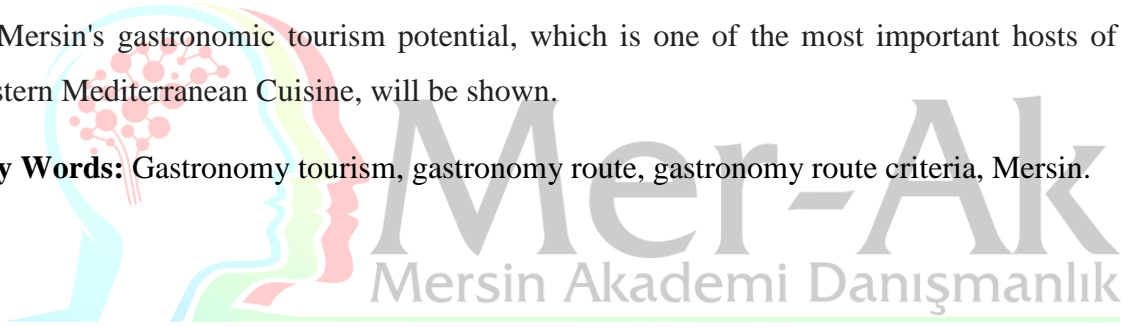 Mersin's gastronomic tourism potential, which is one of the most important hosts of
stern Mediterranean Cuisine, will be shown.
y Words: Gastronomy tourism, gastronomy route, gastronomy route criteria, Mersin.
Mer-Ak
Mersin Akademi Danışmanlık